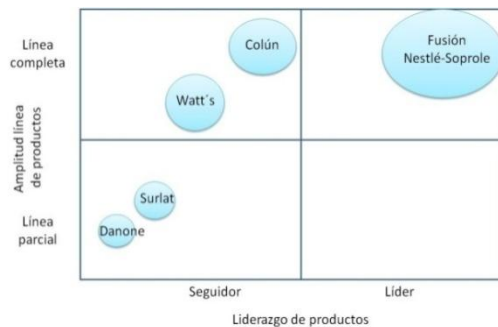 Línea
completa
Amplitud línea
de productos
Línea
parcial
Colún
Fusión
Nestlé-Soprole
Watt´s
Surlat
Danone
Seguidor
Líder
Liderazgo de productos